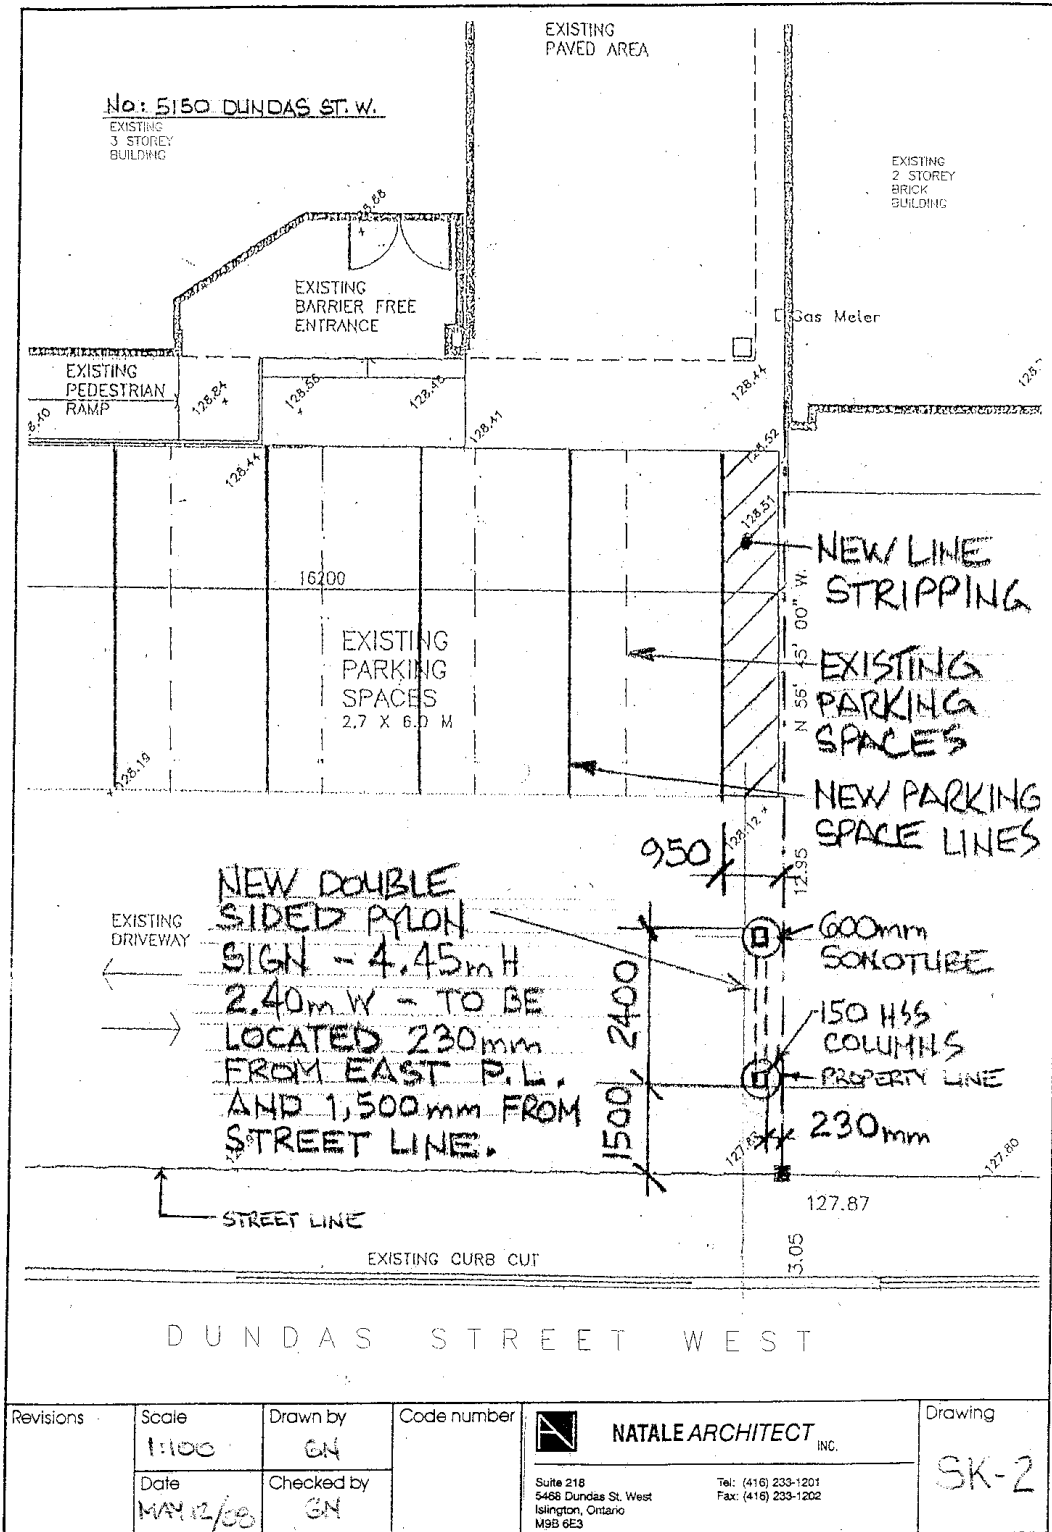 EXISTING
PAVED AREA
No: 5150 DUNDAS ST. W.
EXISTING
3 STOREY
BUILDING
EXISTING
2 STOREY
BRICK
BUILDING
EXISTING
BARRIER FREE
ENTRANCE
Gas Meter
EXISTING
PEDESTRIAN
RAMP
128.84
128.41
128.44
128.52
128.44
128.51
16200
N 56° 45' 00" W.
NEW LINE
STRIPPING
EXISTING
PARKING
SPACES
2.7 X 6.0 M
EXISTING
PARKING
SPACES
NEW PARKING
SPACE LINES
128.19
128.12
950
12.95
NEW DOUBLE
SIDED PYLON
SIGN - 4.45m H
2.40m W - TO BE
LOCATED 230mm
FROM EAST P.L.
AND 1,500mm FROM
STREET LINE.
EXISTING
DRIVEWAY
2400
1500
600mm
SONOTUBE
150 HSS
COLUMNS
PROPERTY LINE
230mm
127.80
127.87
STREET LINE
3.05
EXISTING CURB CUT
DUNDAS STREET WEST
Revisions
Scale
1:100
Drawn by
GN
Code number
Date
MAY 12/08
Checked by
GN
NATALE ARCHITECT INC.
Suite 218
5468 Dundas St. West
Islington, Ontario
M9B 6E3
Tel: (416) 233-1201
Fax: (416) 233-1202
Drawing
SK-2